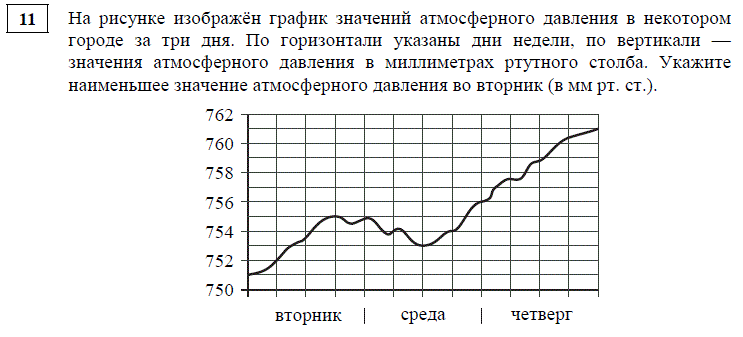 11
На рисунке изображён график значений атмосферного давления в некотором
городе за три дня. По горизонтали указаны дни недели, по вертикали —
значения атмосферного давления в миллиметрах ртутного столба. Укажите
наименьшее значение атмосферного давления во вторник (в мм рт. ст.).
762
760
758
756
754
752
750
вторник | среда | четверг